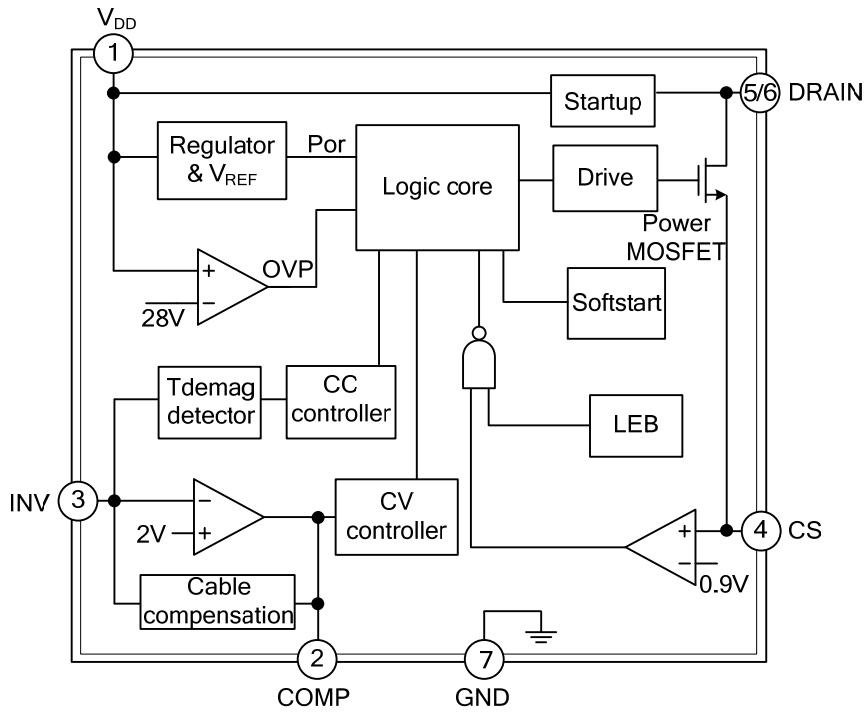 VDD
1
5/6 DRAIN
Startup
Regulator
& VREF
Por
Logic core
Drive
Power
MOSFET
+
OVP
−
28V
Softstart
Tdemag
detector
CC
controller
LEB
INV 3
−
2V +
CV
controller
+
4 CS
−
0.9V
Cable
compensation
2
COMP
7
GND